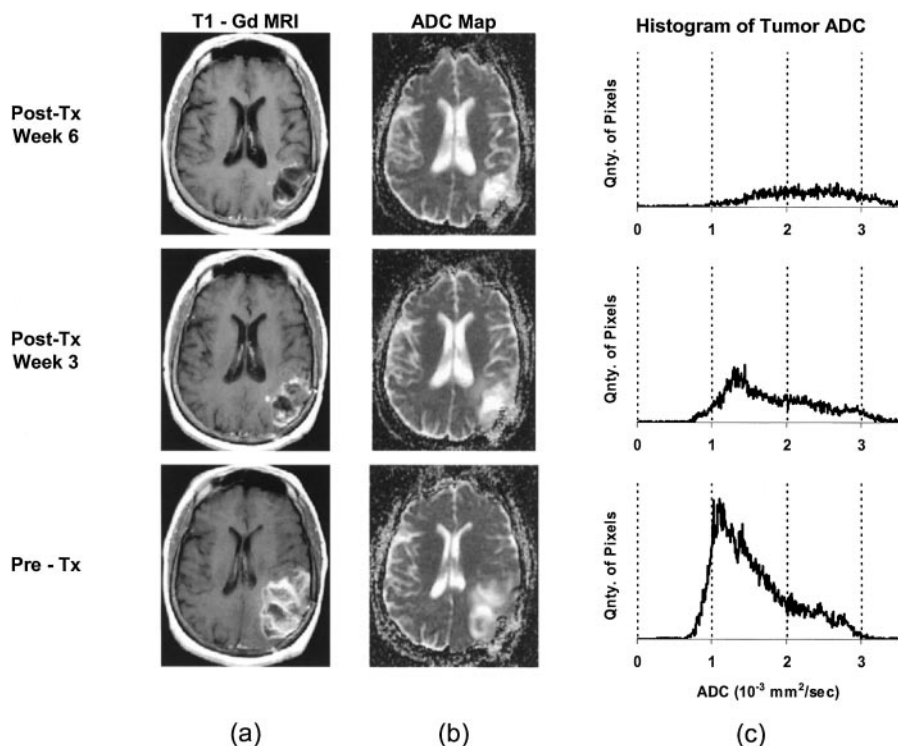 T1 - Gd MRI
ADC Map
Histogram of Tumor ADC
Post-Tx
Week 6
Qnty. of Pixels
0 1 2 3
Post-Tx
Week 3
Qnty. of Pixels
0 1 2 3
Pre - Tx
Qnty. of Pixels
0 1 2 3
ADC (10⁻³ mm²/sec)
(a) (b) (c)